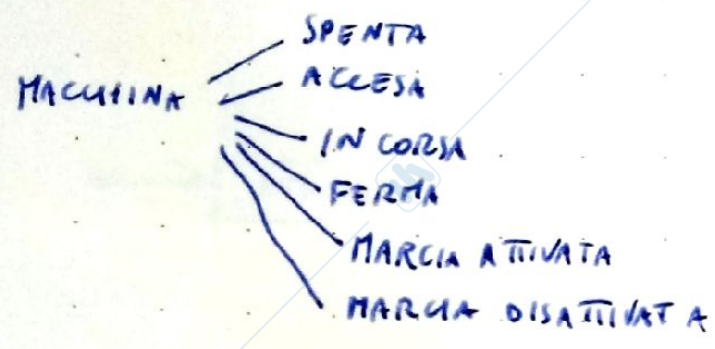 MACCHINA
SPENTA
ACCESA
IN CORSA
FERMA
MARCIA ATTIVATA
MARCIA DISATTIVATA